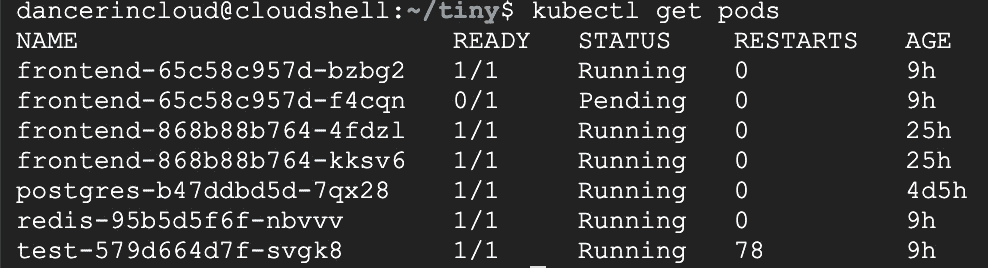 dancerincloud@cloudshell:~/tiny$ kubectl get pods
NAME READY STATUS RESTARTS AGE
frontend-65c58c957d-bzbg2 1/1 Running 0 9h
frontend-65c58c957d-f4cqn 0/1 Pending 0 9h
frontend-868b88b764-4fdzl 1/1 Running 0 25h
frontend-868b88b764-kksv6 1/1 Running 0 25h
postgres-b47ddbd5d-7qx28 1/1 Running 0 4d5h
redis-95b5d5f6f-nbvvv 1/1 Running 0 9h
test-579d664d7f-svgk8 1/1 Running 78 9h